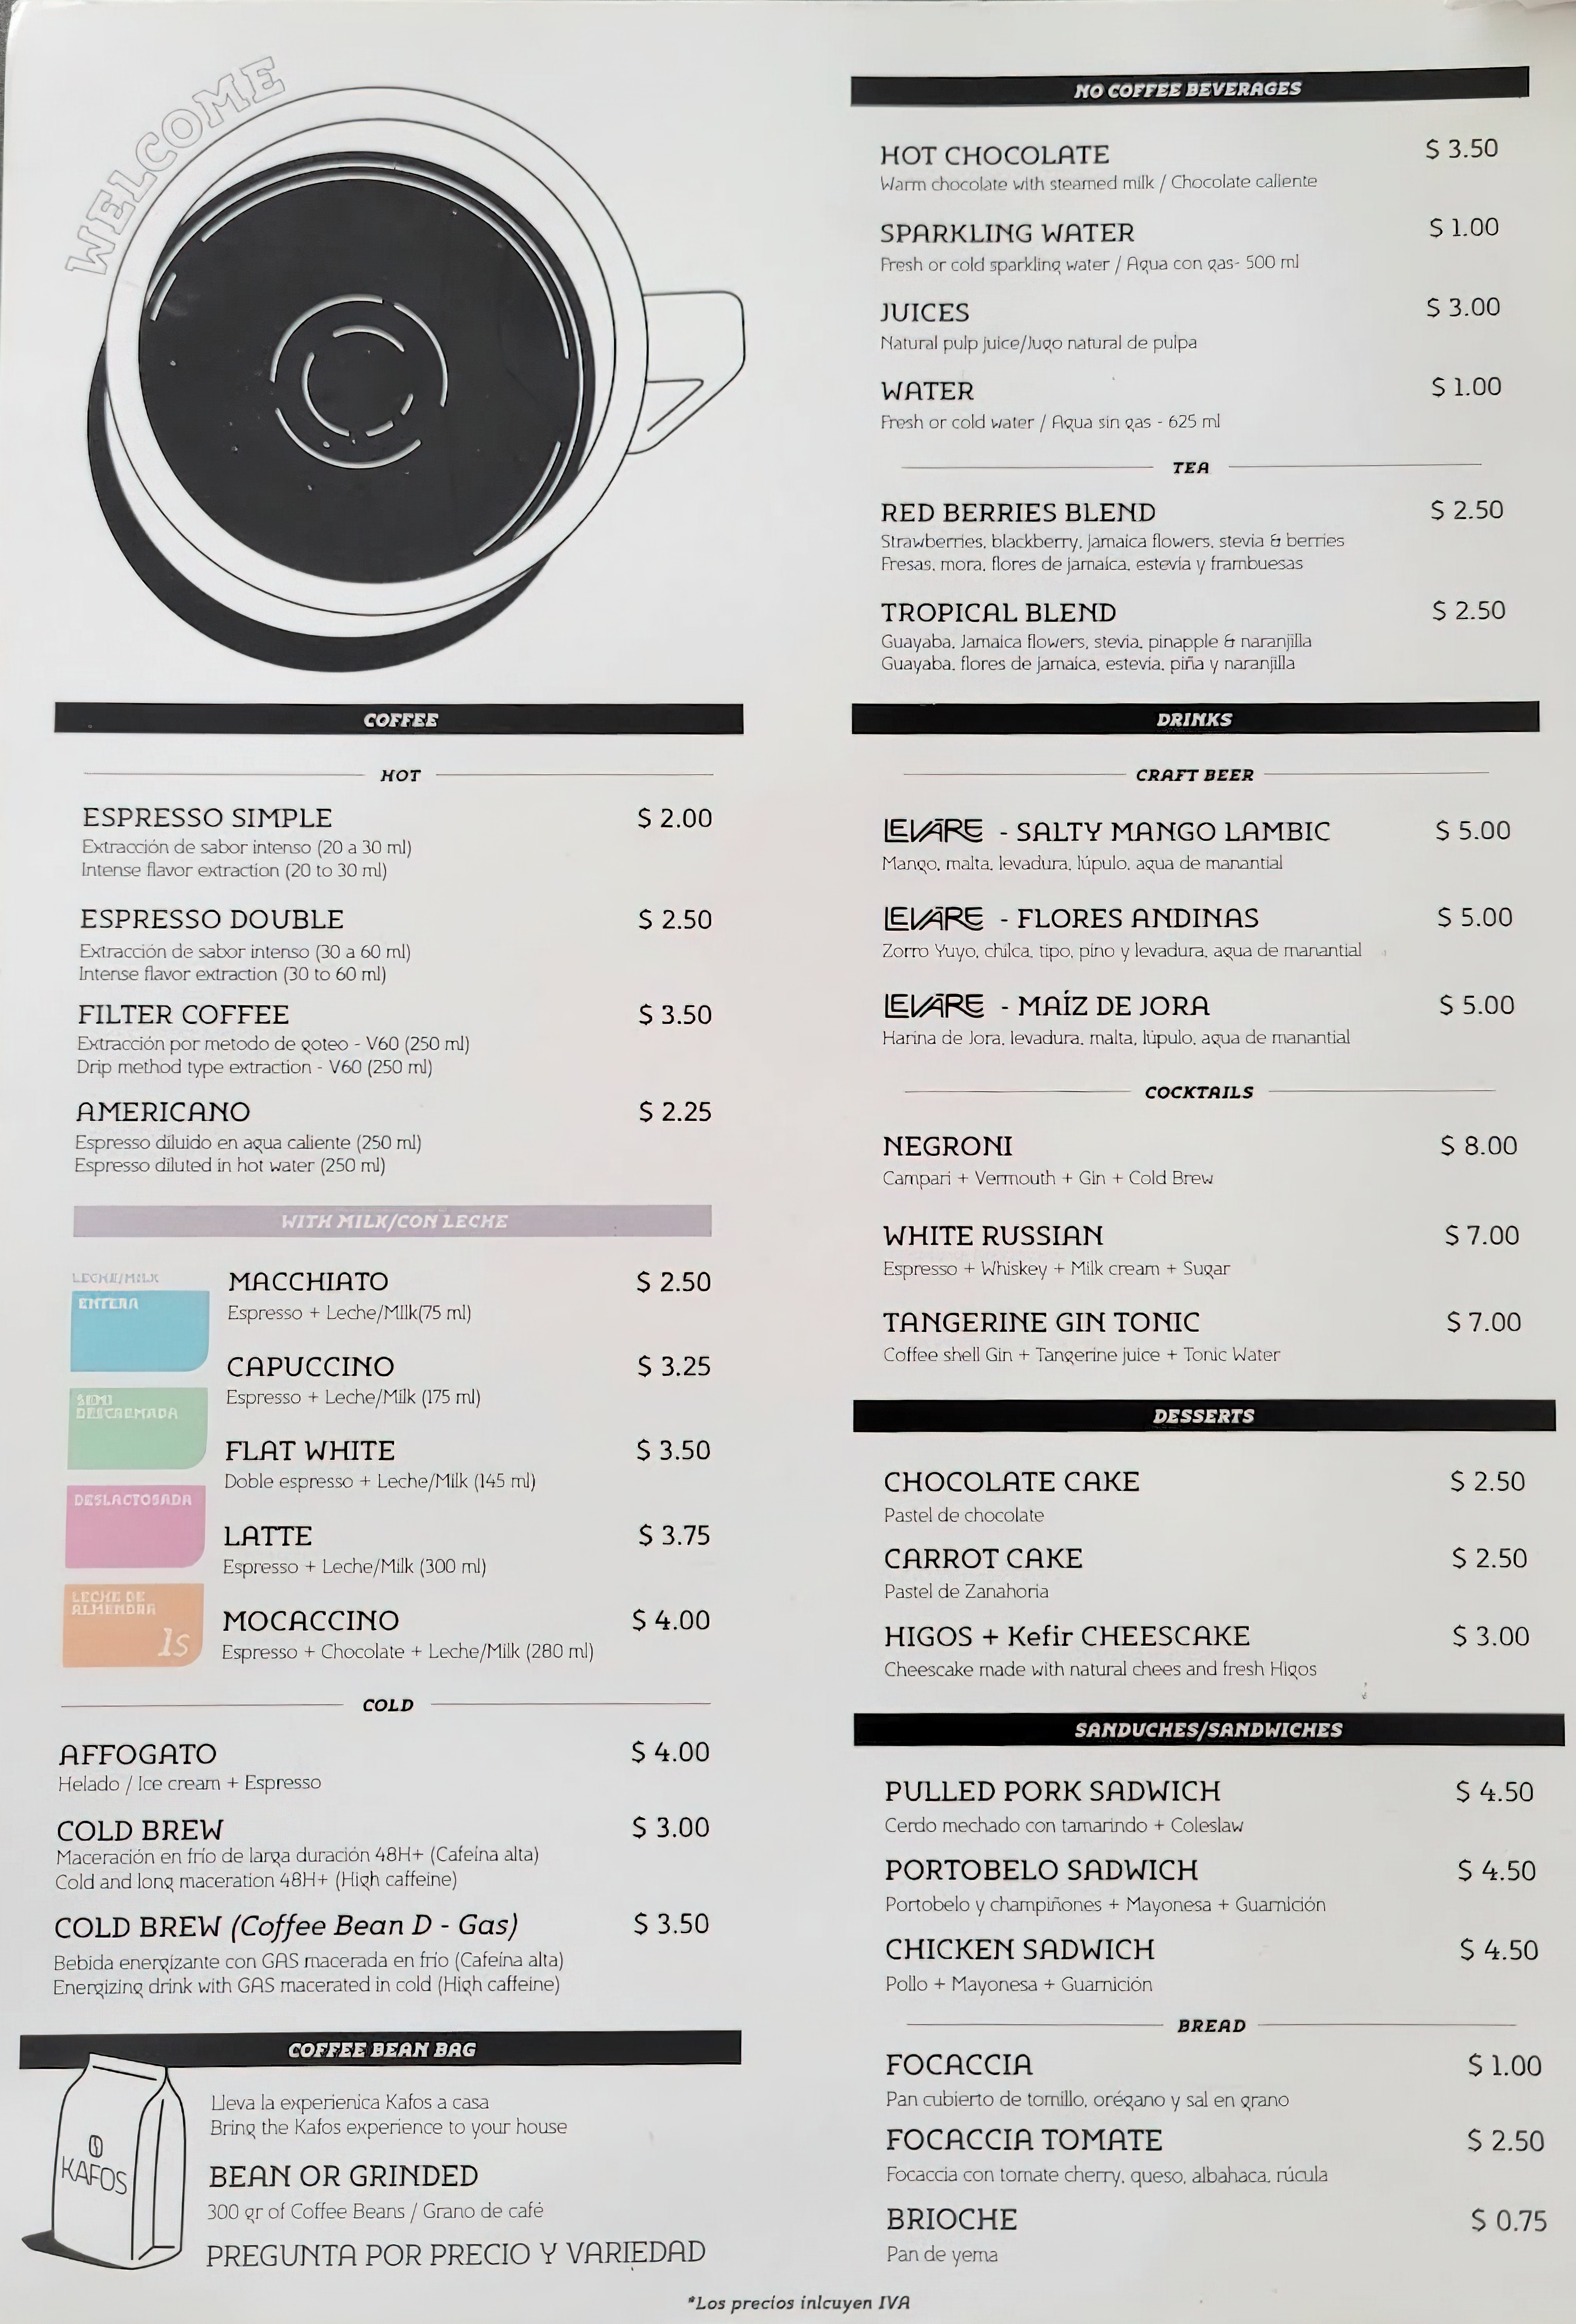 WELCOME
COFFEE
HOT
ESPRESSO SIMPLE $ 2.00
Extracción de sabor intenso (20 a 30 ml)
Intense flavor extraction (20 to 30 ml)
ESPRESSO DOUBLE $ 2.50
Extracción de sabor intenso (30 a 60 ml)
Intense flavor extraction (30 to 60 ml)
FILTER COFFEE $ 3.50
Extracción por metodo de goteo - V60 (250 ml)
Drip method type extraction - V60 (250 ml)
AMERICANO $ 2.25
Espresso diluido en agua caliente (250 ml)
Espresso diluted in hot water (250 ml)
WITH MILK/CON LECHE
LECHE/MILK
ENTERA
SEMI
DESCREMADA
DESLACTOSADA
LECHE DE
ALMENDRA
1$
MACCHIATO $ 2.50
Espresso + Leche/MIlk(75 ml)
CAPUCCINO $ 3.25
Espresso + Leche/Milk (175 ml)
FLAT WHITE $ 3.50
Doble espresso + Leche/Milk (145 ml)
LATTE $ 3.75
Espresso + Leche/Milk (300 ml)
MOCACCINO $ 4.00
Espresso + Chocolate + Leche/Milk (280 ml)
COLD
AFFOGATO $ 4.00
Helado / Ice cream + Espresso
COLD BREW $ 3.00
Maceración en frío de larga duración 48H+ (Cafeína alta)
Cold and long maceration 48H+ (High caffeine)
COLD BREW (Coffee Bean D - Gas) $ 3.50
Bebida energizante con GAS macerada en frío (Cafeína alta)
Energizing drink with GAS macerated in cold (High caffeine)
COFFEE BEAN BAG
KAFOS
Lleva la experienica Kafos a casa
Bring the Kafos experience to your house
BEAN OR GRINDED
300 gr of Coffee Beans / Grano de café
PREGUNTA POR PRECIO Y VARIEDAD
NO COFFEE BEVERAGES
HOT CHOCOLATE $ 3.50
Warm chocolate with steamed milk / Chocolate caliente
SPARKLING WATER $ 1.00
Fresh or cold sparkling water / Agua con gas- 500 ml
JUICES $ 3.00
Natural pulp juice/Jugo natural de pulpa
WATER $ 1.00
Fresh or cold water / Agua sin gas - 625 ml
TEA
RED BERRIES BLEND $ 2.50
Strawberries, blackberry, jamaica flowers, stevia & berries
Fresas, mora, flores de jamaica, estevia y frambuesas
TROPICAL BLEND $ 2.50
Guayaba, Jamaica flowers, stevia, pinapple & naranjilla
Guayaba, flores de jamaica, estevia, piña y naranjilla
DRINKS
CRAFT BEER
LEVARE - SALTY MANGO LAMBIC $ 5.00
Mango, malta, levadura, lúpulo, agua de manantial
LEVARE - FLORES ANDINAS $ 5.00
Zorro Yuyo, chilca, tipo, pino y levadura, agua de manantial
LEVARE - MAÍZ DE JORA $ 5.00
Harina de Jora, levadura, malta, lúpulo, agua de manantial
COCKTAILS
NEGRONI $ 8.00
Campari + Vermouth + Gin + Cold Brew
WHITE RUSSIAN $ 7.00
Espresso + Whiskey + Milk cream + Sugar
TANGERINE GIN TONIC $ 7.00
Coffee shell Gin + Tangerine juice + Tonic Water
DESSERTS
CHOCOLATE CAKE $ 2.50
Pastel de chocolate
CARROT CAKE $ 2.50
Pastel de Zanahoria
HIGOS + Kefir CHEESCAKE $ 3.00
Cheescake made with natural chees and fresh Higos
SANDUCHES/SANDWICHES
PULLED PORK SADWICH $ 4.50
Cerdo mechado con tamarindo + Coleslaw
PORTOBELO SADWICH $ 4.50
Portobelo y champiñones + Mayonesa + Guarnición
CHICKEN SADWICH $ 4.50
Pollo + Mayonesa + Guarnición
BREAD
FOCACCIA $ 1.00
Pan cubierto de tomillo, orégano y sal en grano
FOCACCIA TOMATE $ 2.50
Focaccia con tomate cherry, queso, albahaca, rúcula
BRIOCHE $ 0.75
Pan de yema
*Los precios inlcuyen IVA